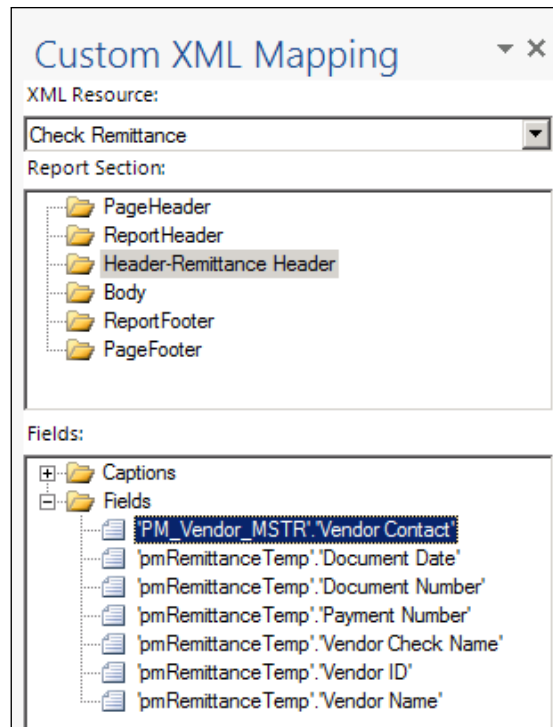 Custom XML Mapping
XML Resource:
Check Remittance
Report Section:
PageHeader
ReportHeader
Header-Remittance Header
Body
ReportFooter
PageFooter
Fields:
Captions
Fields
'PM_Vendor_MSTR'.'Vendor Contact'
'pmRemittanceTemp'.'Document Date'
'pmRemittanceTemp'.'Document Number'
'pmRemittanceTemp'.'Payment Number'
'pmRemittanceTemp'.'Vendor Check Name'
'pmRemittanceTemp'.'Vendor ID'
'pmRemittanceTemp'.'Vendor Name'